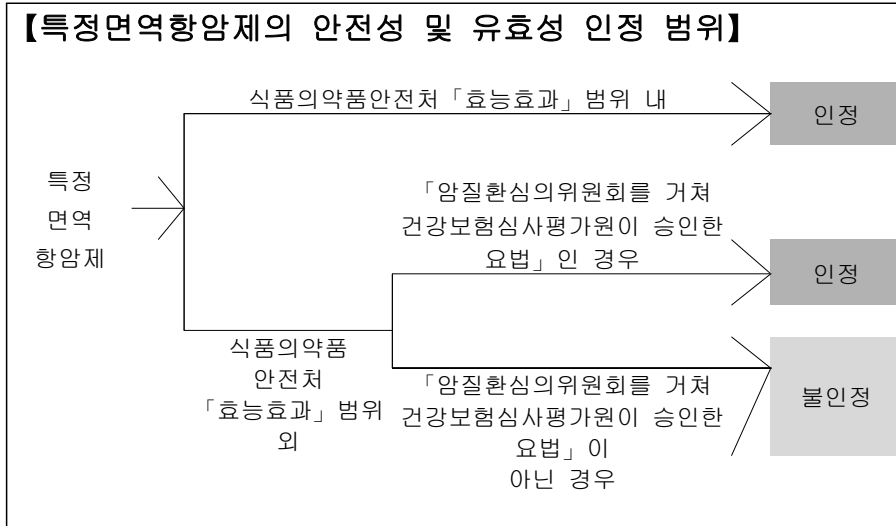 【특정면역항암제의 안전성 및 유효성 인정 범위】
식품의약품안전처「효능효과」범위 내
인정
특정
면역
항암제
「암질환심의위원회를 거쳐
건강보험심사평가원이 승인한
요법」인 경우
인정
식품의약품
안전처
「효능효과」범위
외
「암질환심의위원회를 거쳐
건강보험심사평가원이 승인한
요법」이
아닌 경우
불인정